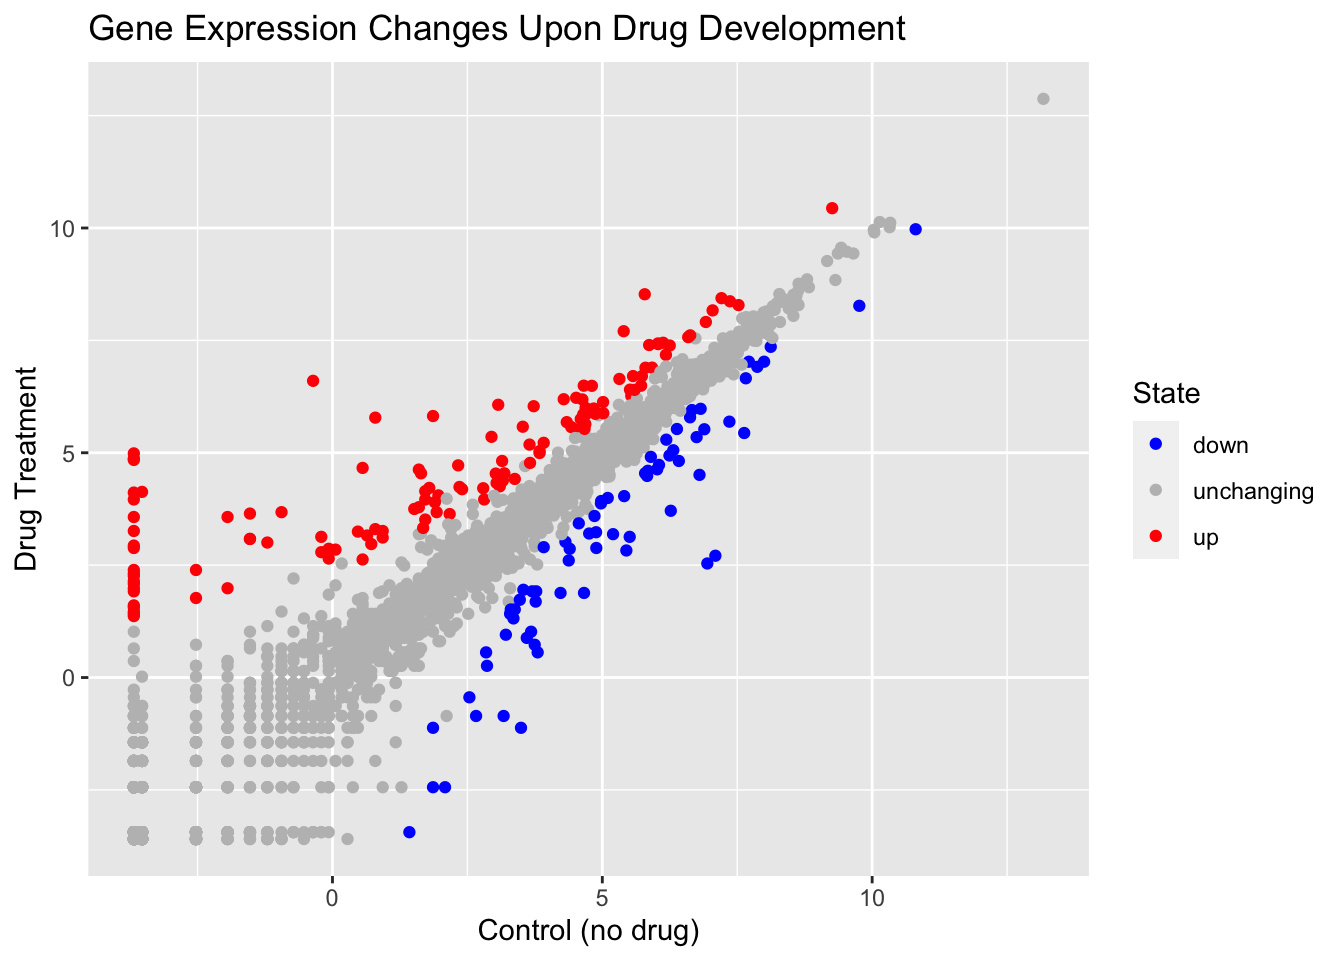 Gene Expression Changes Upon Drug Development
10
5
0
Drug Treatment
0
5
10
Control (no drug)
State
down
unchanging
up